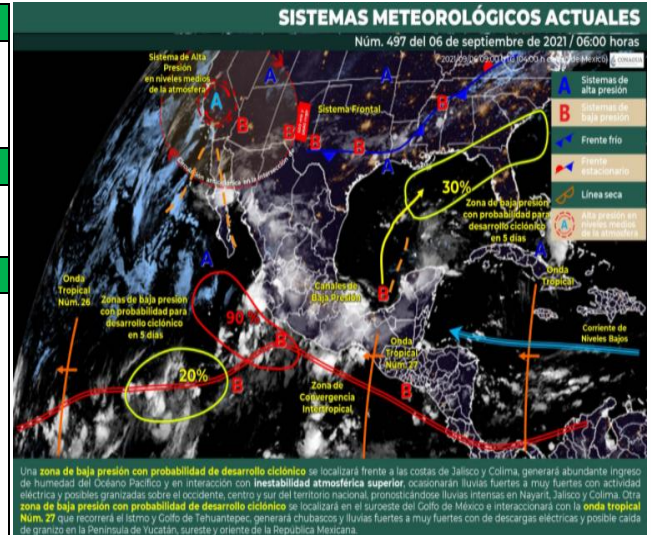 SISTEMAS METEOROLÓGICOS ACTUALES
Núm. 497 del 06 de septiembre de 2021 / 06:00 horas
Sistema de Alta
Presión
en niveles medios
de la atmósfera
A
A
A
B
B
B
B
Sistema Frontal
A
Sistemas de
alta presión
B
Sistemas de
baja presión
Frente frío
Frente
estacionario
Línea seca
A
Alta presión en
niveles medios
de la atmósfera
A
30%
Zona de baja presión
con probabilidad para
desarrollo ciclónico
en 5 días
A
A
Onda
Tropical
Núm. 26
Zonas de baja presión
con probabilidad para
desarrollo ciclónico
en 5 días
Canales de
Baja Presión
B
Onda
Tropical
90%
B
Onda
Tropical
Núm. 27
Corriente de
Niveles Bajos
20%
B
Zona de
Convergencia
Intertropical
B
Una zona de baja presión con probabilidad de desarrollo ciclónico se localizará frente a las costas de Jalisco y Colima, generará abundante ingreso
de humedad del Océano Pacífico y en interacción con inestabilidad atmosférica superior, ocasionarán lluvias fuertes a muy fuertes con actividad
eléctrica y posibles granizadas sobre el occidente, centro y sur del territorio nacional, pronosticándose lluvias intensas en Nayarit, Jalisco y Colima. Otra
zona de baja presión con probabilidad de desarrollo ciclónico se localizará en el suroeste del Golfo de México e interaccionará con la onda tropical
Núm. 27 que recorrerá el Istmo y Golfo de Tehuantepec, generará chubascos y lluvias fuertes a muy fuertes con de descargas eléctricas y posible caída
de granizo en la Península de Yucatán, sureste y oriente de la República Mexicana.